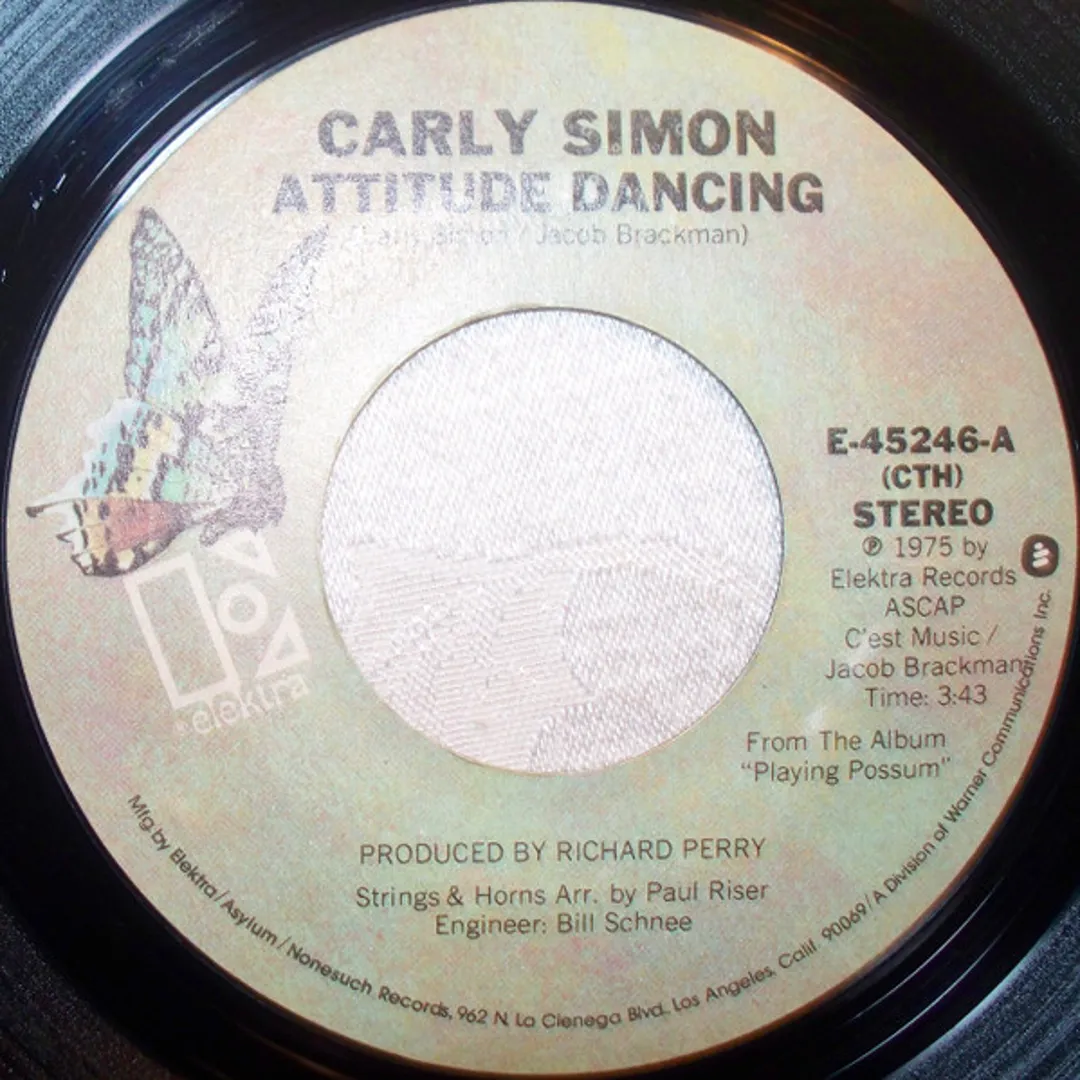 CARLY SIMON
ATTITUDE DANCING
Simon / Jacob Brackman)
E-45246-A
(CTH)
STEREO
℗ 1975 by
Elektra Records
ASCAP
C'est Music /
Jacob Brackman
Time: 3:43
From The Album
"Playing Possum"
elektra
PRODUCED BY RICHARD PERRY
Strings & Horns Arr. by Paul Riser
Engineer: Bill Schnee
Mfg. by Elektra/Asylum/Nonesuch Records, 962 N. La Cienega Blvd., Los Angeles, Calif. 90069/A Division of Warner Communications Inc.